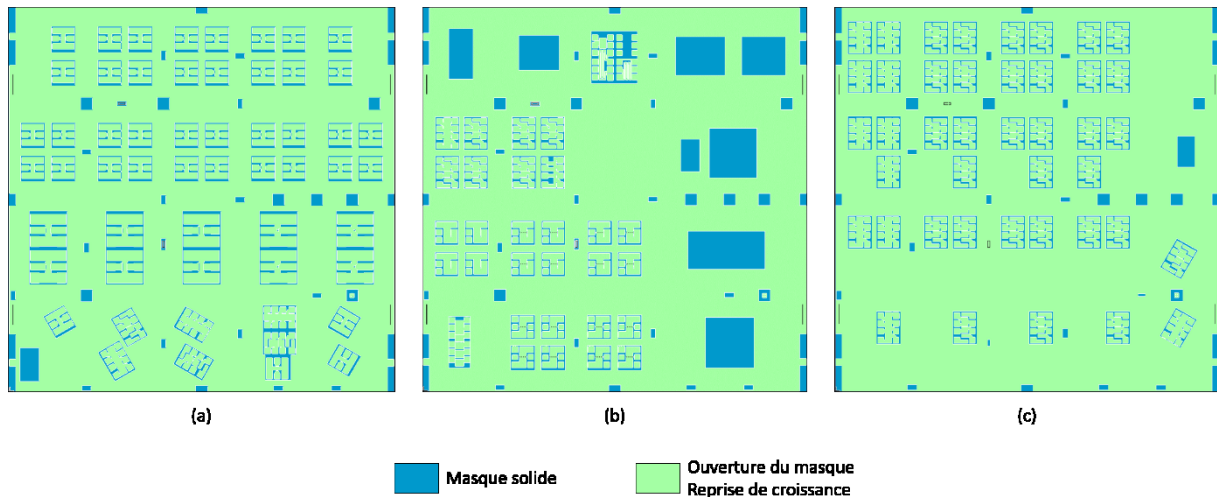 (a)
(b)
(c)
Masque solide
Ouverture du masque
Reprise de croissance